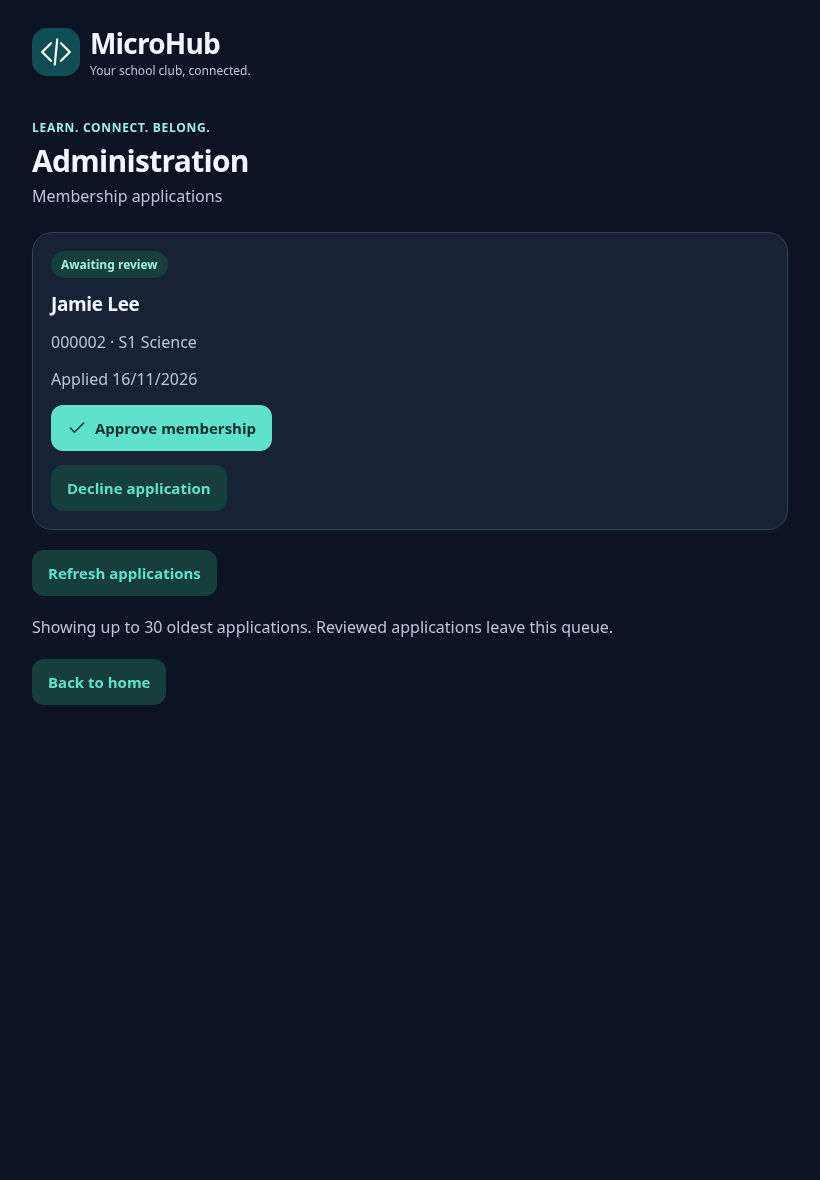 MicroHub
Your school club, connected.
LEARN. CONNECT. BELONG.
Administration
Membership applications
Awaiting review
Jamie Lee
000002 · S1 Science
Applied 16/11/2026
Approve membership
Decline application
Refresh applications
Showing up to 30 oldest applications. Reviewed applications leave this queue.
Back to home